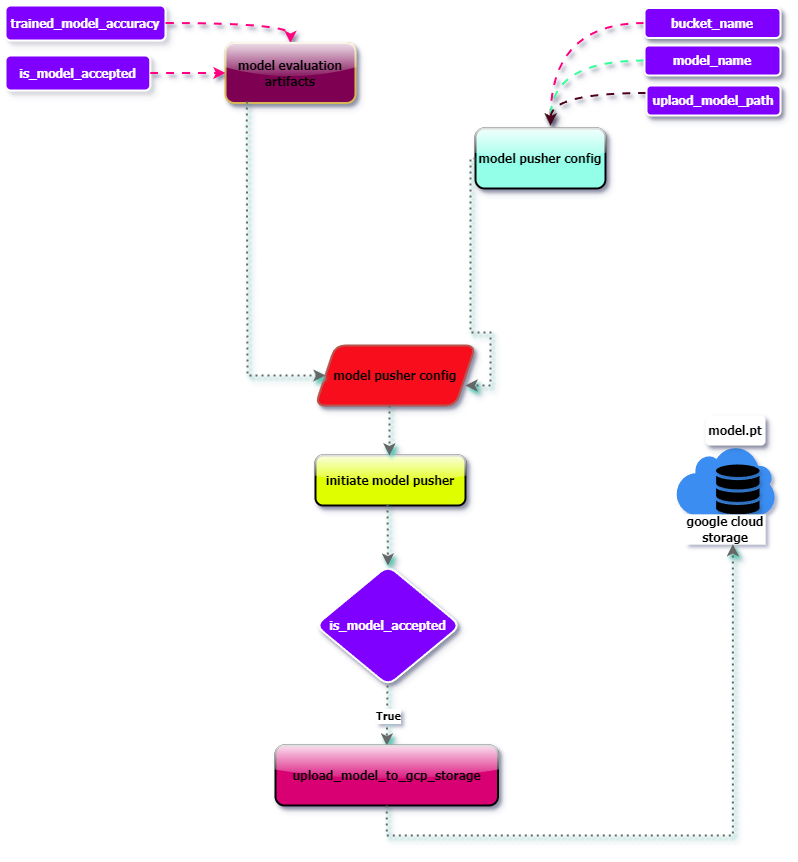 trained_model_accuracy
is_model_accepted
model evaluation
artifacts
bucket_name
model_name
uplaod_model_path
model pusher config
model pusher config
initiate model pusher
model.pt
google cloud
storage
is_model_accepted
True
upload_model_to_gcp_storage